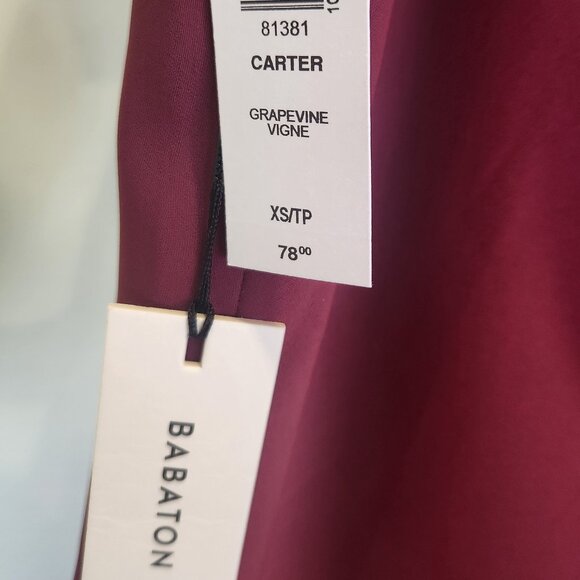 81381
CARTER
GRAPEVINE
VIGNE
XS/TP
78⁰⁰
BABATON